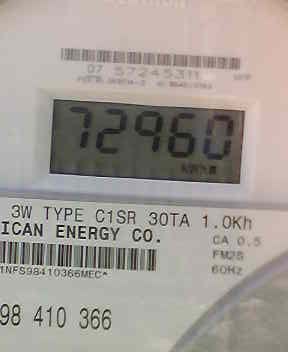 07 57245311
72960
3W TYPE C1SR 30TA 1.0Kh
ICAN ENERGY CO.
CA 0.5
FM2S
60Hz
1NFS98410366MEC*
98 410 366